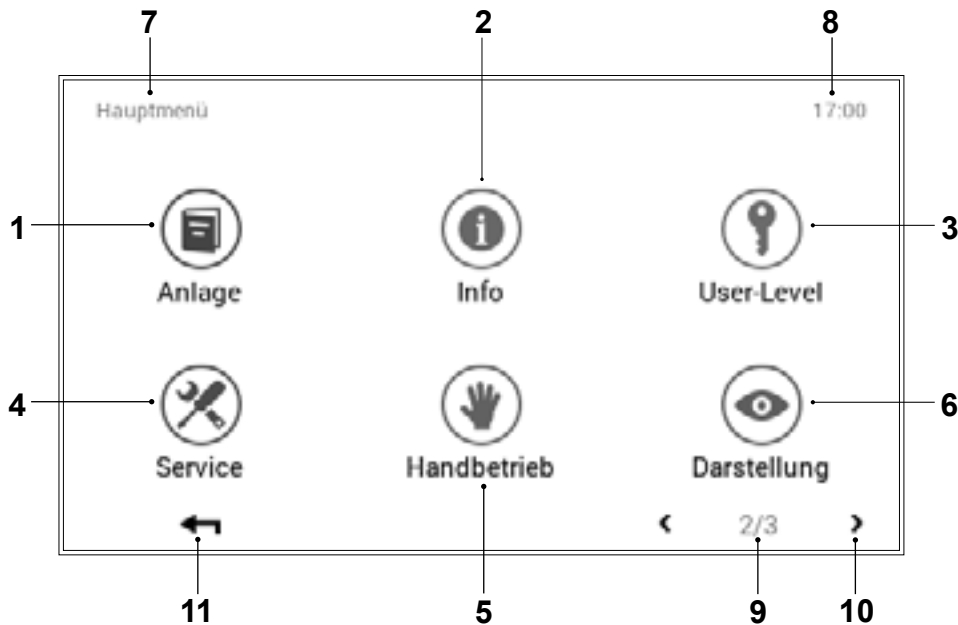 7 2 8
Hauptmenü 17:00
1 3
Anlage Info User-Level
4 6
Service Handbetrieb Darstellung
2/3
11 5 9 10